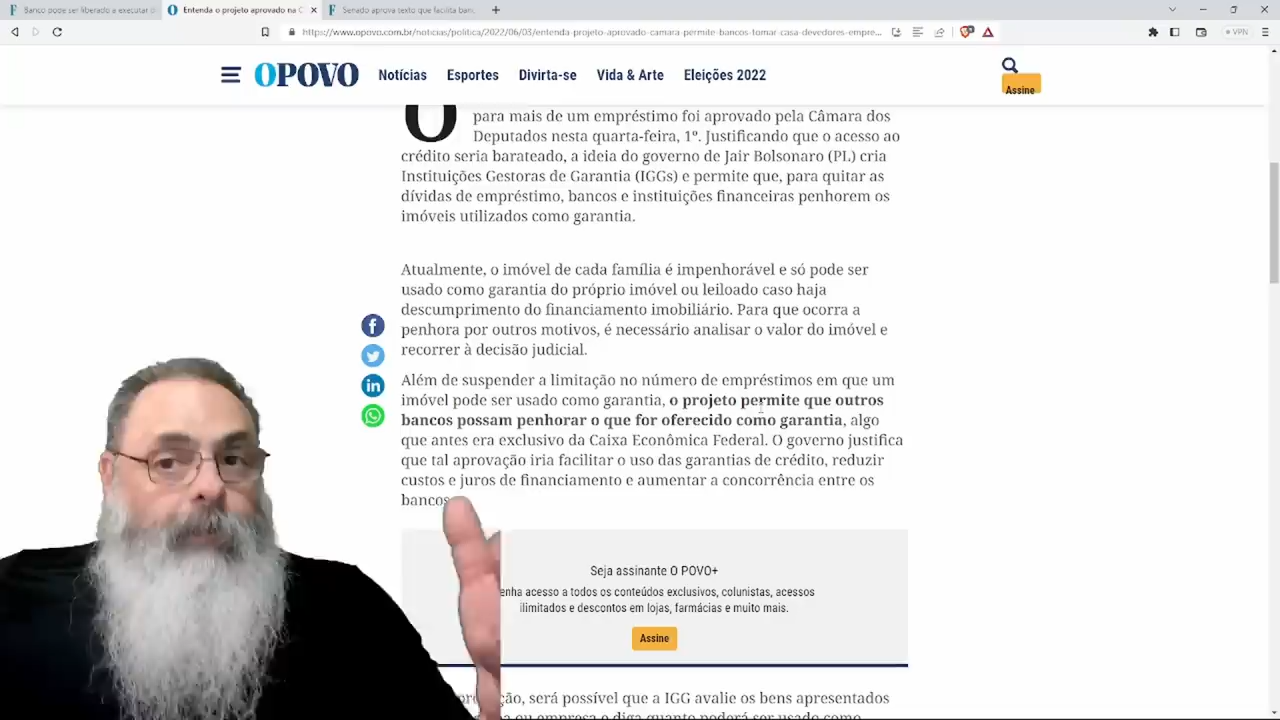 Banco pode ser liberado a executar d
Entenda o projeto aprovado na C
Senado aprova texto que facilita banc
https://www.opovo.com.br/noticias/politica/2022/06/03/entenda-projeto-aprovado-camara-permite-bancos-tomar-casa-devedores-empre...
VPN
OPOVO
Notícias
Esportes
Divirta-se
Vida & Arte
Eleições 2022
Assine
O
para mais de um empréstimo foi aprovado pela Câmara dos
Deputados nesta quarta-feira, 1º. Justificando que o acesso ao
crédito seria barateado, a ideia do governo de Jair Bolsonaro (PL) cria
Instituições Gestoras de Garantia (IGGs) e permite que, para quitar as
dívidas de empréstimo, bancos e instituições financeiras penhorem os
imóveis utilizados como garantia.
Atualmente, o imóvel de cada família é impenhorável e só pode ser
usado como garantia do próprio imóvel ou leiloado caso haja
descumprimento do financiamento imobiliário. Para que ocorra a
penhora por outros motivos, é necessário analisar o valor do imóvel e
recorrer à decisão judicial.
Além de suspender a limitação no número de empréstimos em que um
imóvel pode ser usado como garantia, o projeto permite que outros
bancos possam penhorar o que for oferecido como garantia, algo
que antes era exclusivo da Caixa Econômica Federal. O governo justifica
que tal aprovação iria facilitar o uso das garantias de crédito, reduzir
custos e juros de financiamento e aumentar a concorrência entre os
bancos
Seja assinante O POVO+
enha acesso a todos os conteúdos exclusivos, colunistas, acessos
ilimitados e descontos em lojas, farmácias e muito mais.
Assine
ção, será possível que a IGG avalie os bens apresentados
ou empresa e diga quanto poderá ser usado como